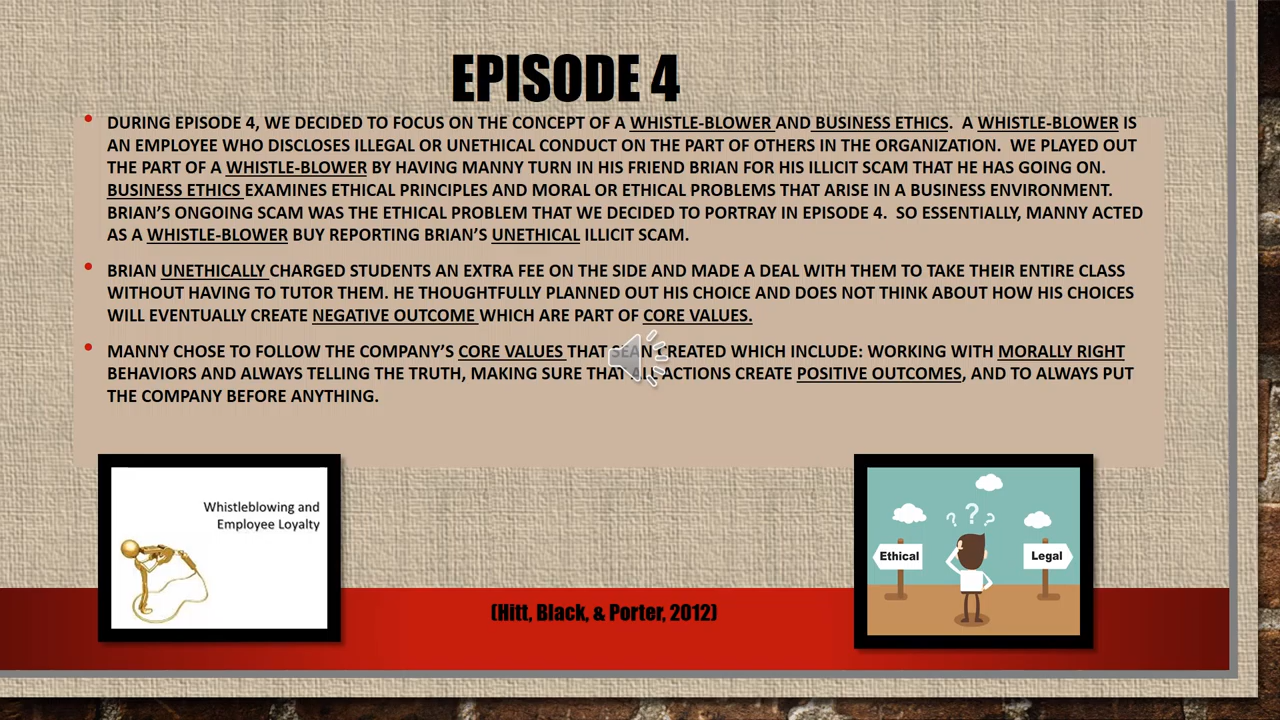 EPISODE 4
• DURING EPISODE 4, WE DECIDED TO FOCUS ON THE CONCEPT OF A WHISTLE-BLOWER AND BUSINESS ETHICS. A WHISTLE-BLOWER IS
AN EMPLOYEE WHO DISCLOSES ILLEGAL OR UNETHICAL CONDUCT ON THE PART OF OTHERS IN THE ORGANIZATION. WE PLAYED OUT
THE PART OF A WHISTLE-BLOWER BY HAVING MANNY TURN IN HIS FRIEND BRIAN FOR HIS ILLICIT SCAM THAT HE HAS GOING ON.
BUSINESS ETHICS EXAMINES ETHICAL PRINCIPLES AND MORAL OR ETHICAL PROBLEMS THAT ARISE IN A BUSINESS ENVIRONMENT.
BRIAN'S ONGOING SCAM WAS THE ETHICAL PROBLEM THAT WE DECIDED TO PORTRAY IN EPISODE 4. SO ESSENTIALLY, MANNY ACTED
AS A WHISTLE-BLOWER BUY REPORTING BRIAN'S UNETHICAL ILLICIT SCAM.
• BRIAN UNETHICALLY CHARGED STUDENTS AN EXTRA FEE ON THE SIDE AND MADE A DEAL WITH THEM TO TAKE THEIR ENTIRE CLASS
WITHOUT HAVING TO TUTOR THEM. HE THOUGHTFULLY PLANNED OUT HIS CHOICE AND DOES NOT THINK ABOUT HOW HIS CHOICES
WILL EVENTUALLY CREATE NEGATIVE OUTCOME WHICH ARE PART OF CORE VALUES.
• MANNY CHOSE TO FOLLOW THE COMPANY'S CORE VALUES THAT SEAN CREATED WHICH INCLUDE: WORKING WITH MORALLY RIGHT
BEHAVIORS AND ALWAYS TELLING THE TRUTH, MAKING SURE THAT ALL ACTIONS CREATE POSITIVE OUTCOMES, AND TO ALWAYS PUT
THE COMPANY BEFORE ANYTHING.
Whistleblowing and
Employee Loyalty
Ethical
Legal
(Hitt, Black, & Porter, 2012)